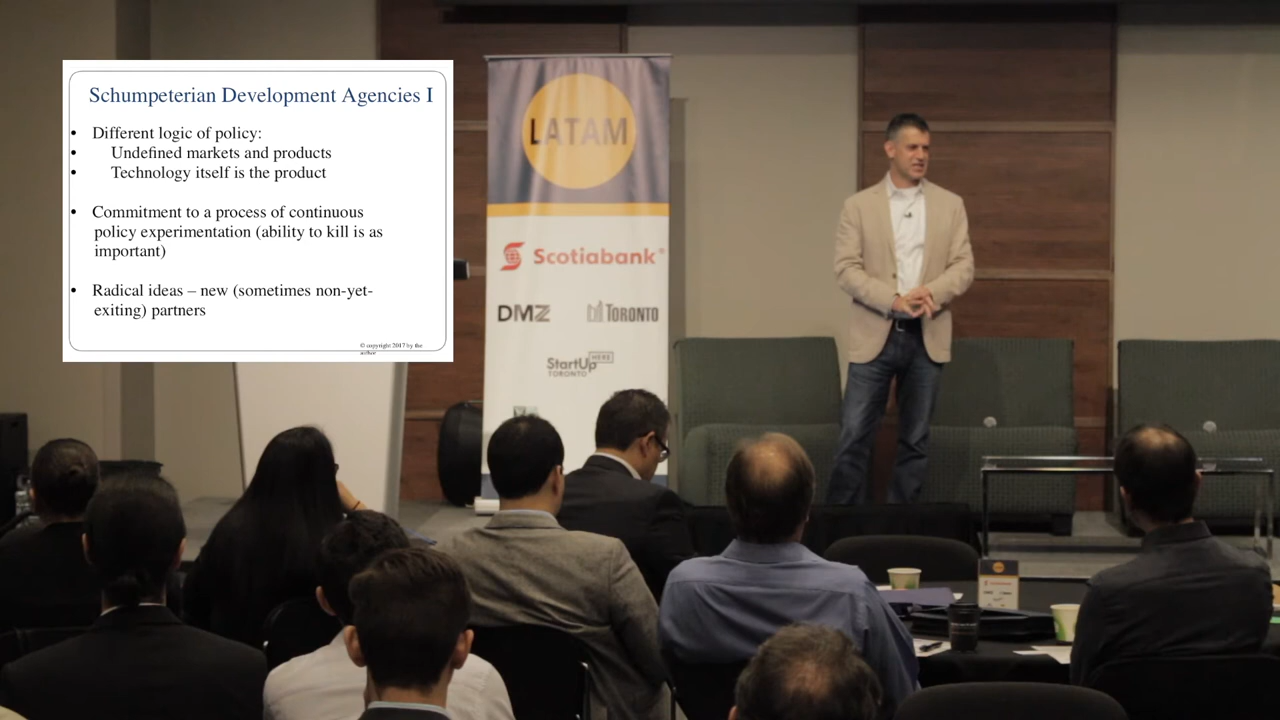 Schumpeterian Development Agencies I
• Different logic of policy:
• Undefined markets and products
• Technology itself is the product
• Commitment to a process of continuous
policy experimentation (ability to kill is as
important)
• Radical ideas – new (sometimes non-yet-
exiting) partners
© copyright 2017 by the
author
LATAM
Scotiabank®
DMZ
TORONTO
StartUp HERE
TORONTO